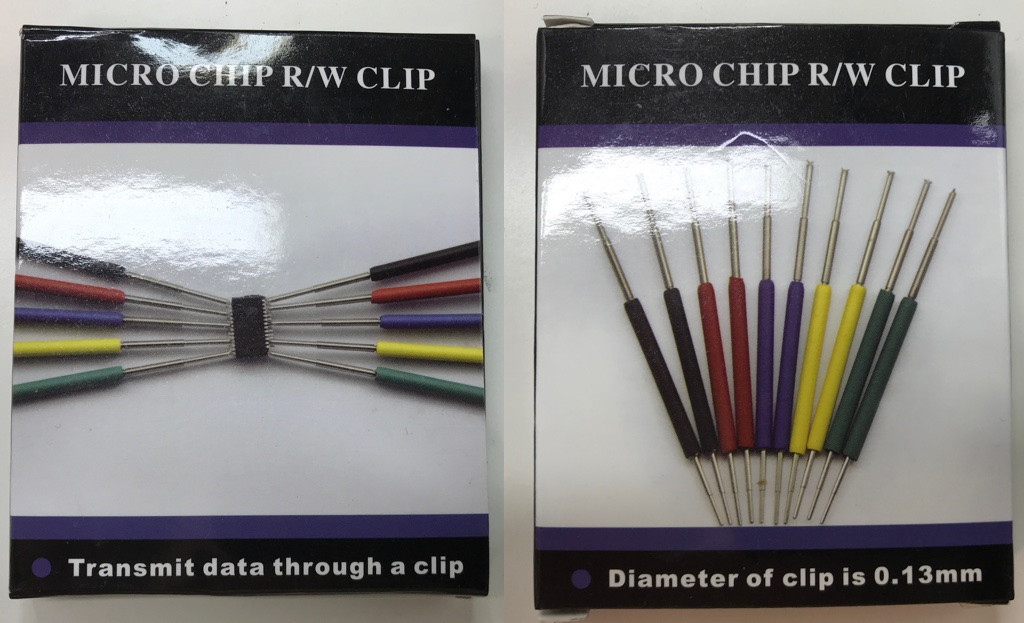 MICRO CHIP R/W CLIP
Transmit data through a clip
MICRO CHIP R/W CLIP
Diameter of clip is 0.13mm